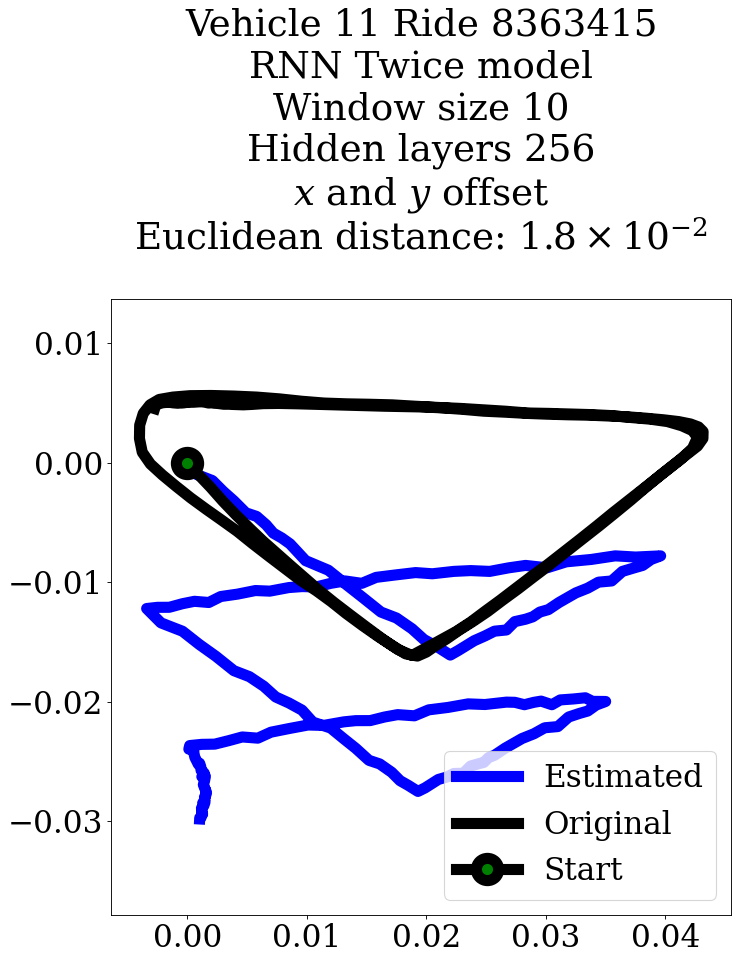 Vehicle 11 Ride 8363415
RNN Twice model
Window size 10
Hidden layers 256
x and y offset
Euclidean distance: 1.8 × 10⁻²
0.01
0.00
−0.01
−0.02
−0.03
Estimated
Original
Start
0.00 0.01 0.02 0.03 0.04